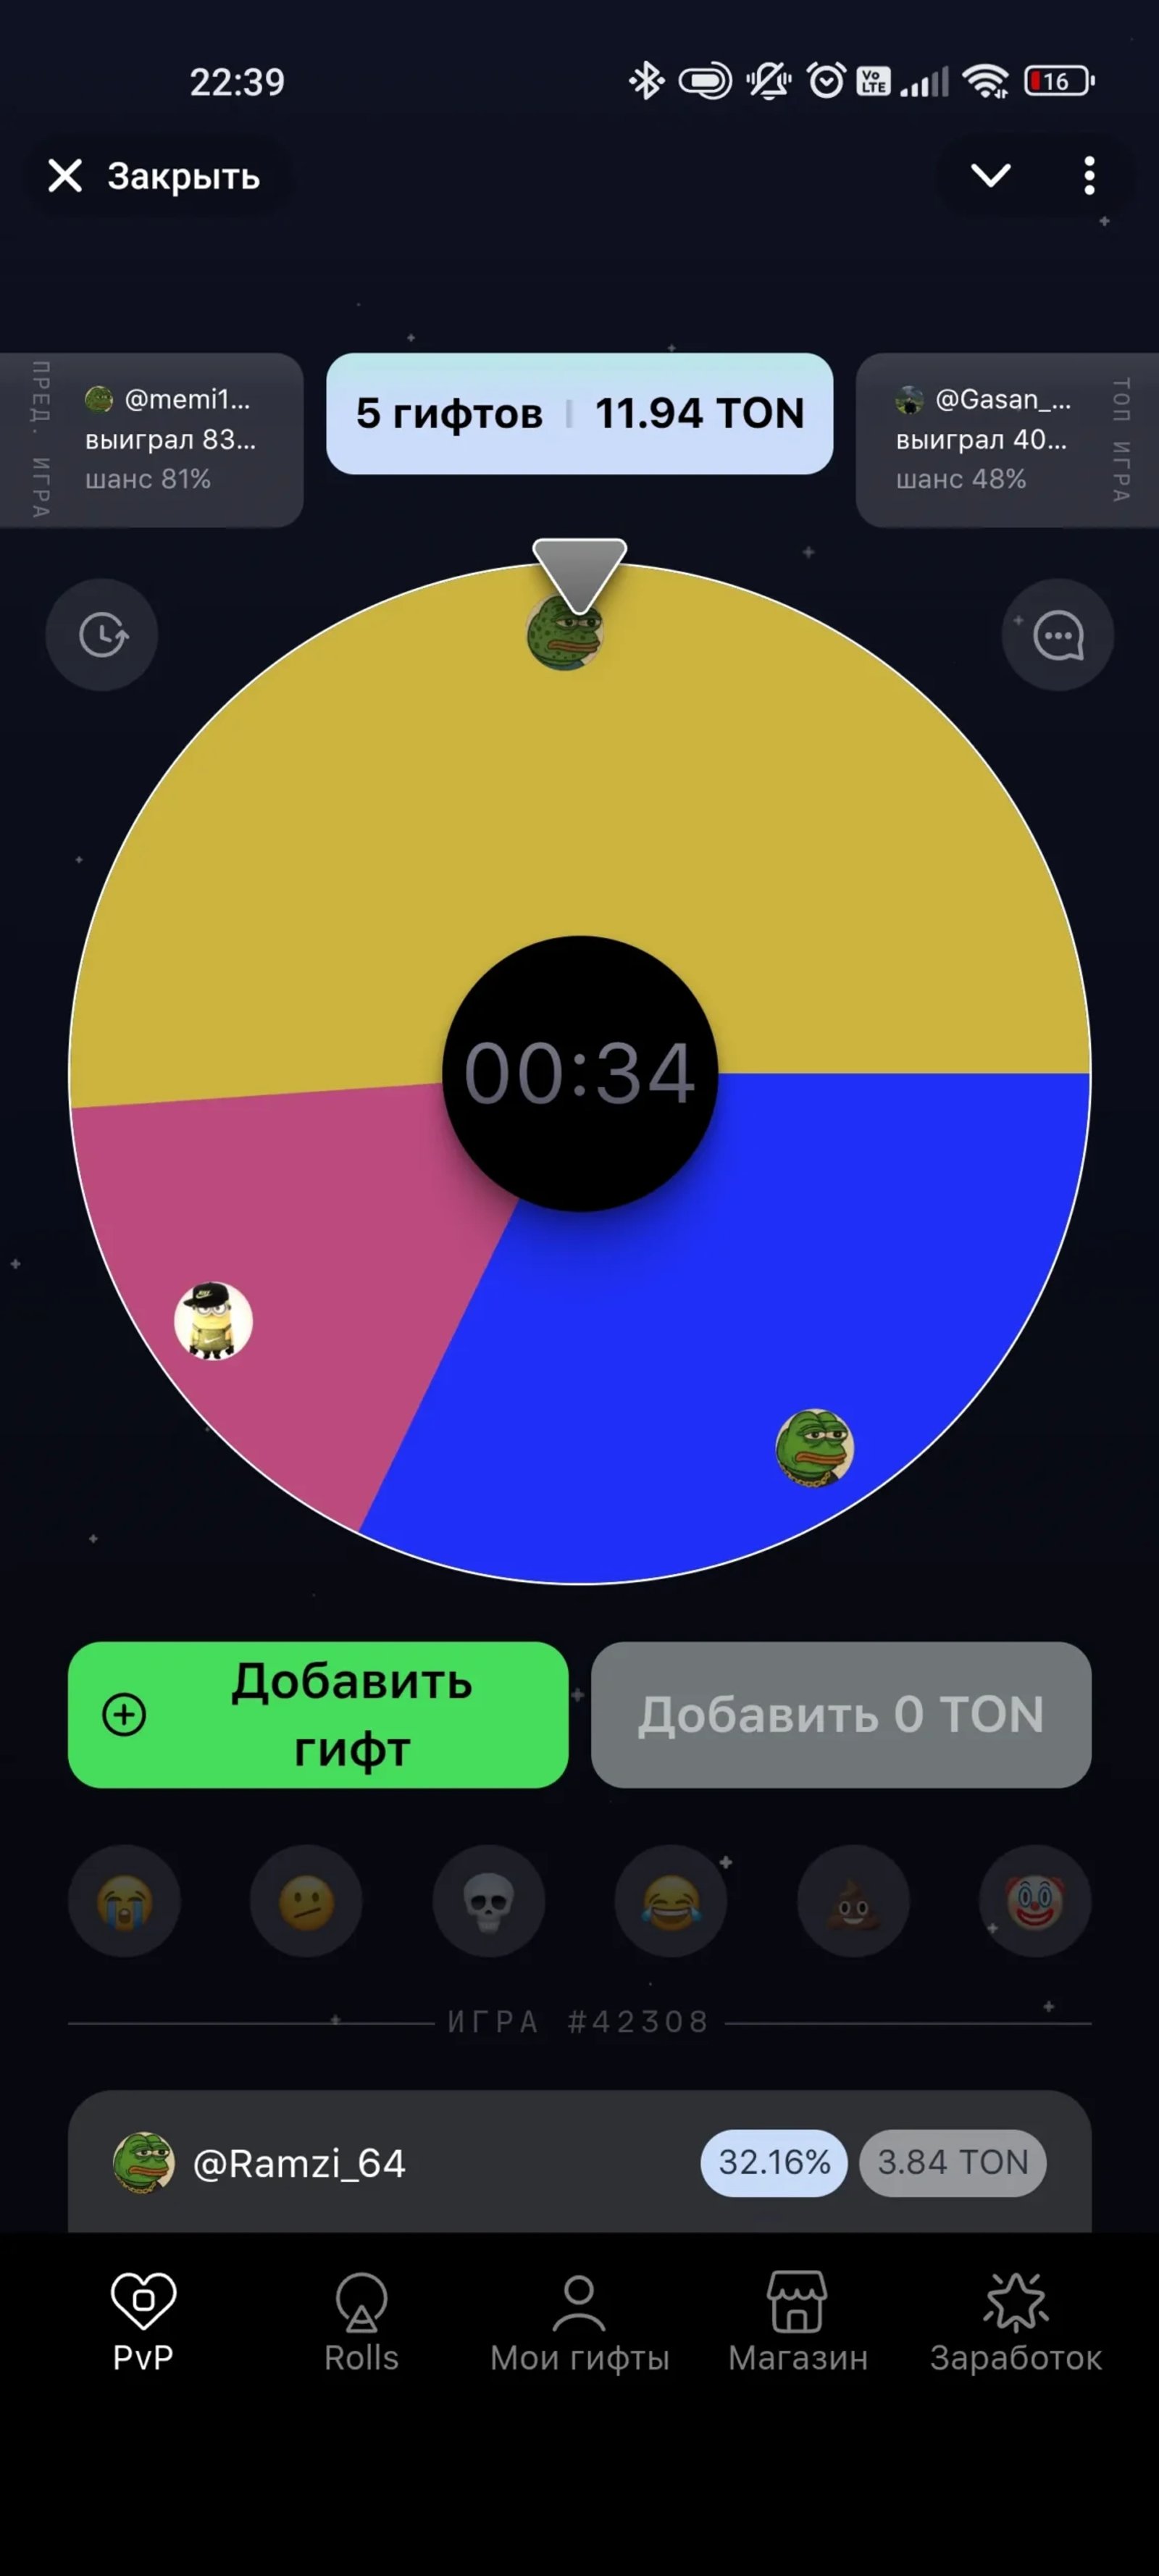 22:39
Vo
LTE
16
Закрыть
ПРЕД. ИГРА
@memi1...
выиграл 83...
шанс 81%
5 гифтов
11.94 TON
@Gasan_...
выиграл 40...
шанс 48%
ТОП ИГРА
00:34
Добавить
гифт
Добавить 0 TON
ИГРА #42308
@Ramzi_64
32.16%
3.84 TON
PvP
Rolls
Мои гифты
Магазин
Заработок